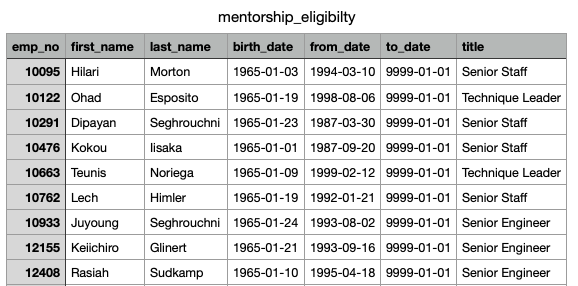 mentorship_eligibilty
emp_no first_name last_name birth_date from_date to_date title
10095 Hilari Morton 1965-01-03 1994-03-10 9999-01-01 Senior Staff
10122 Ohad Esposito 1965-01-19 1998-08-06 9999-01-01 Technique Leader
10291 Dipayan Seghrouchni 1965-01-23 1987-03-30 9999-01-01 Senior Staff
10476 Kokou Iisaka 1965-01-01 1987-09-20 9999-01-01 Senior Staff
10663 Teunis Noriega 1965-01-09 1999-02-12 9999-01-01 Technique Leader
10762 Lech Himler 1965-01-19 1992-01-21 9999-01-01 Senior Staff
10933 Juyoung Seghrouchni 1965-01-24 1993-08-02 9999-01-01 Senior Engineer
12155 Keiichiro Glinert 1965-01-21 1993-09-16 9999-01-01 Senior Engineer
12408 Rasiah Sudkamp 1965-01-10 1995-04-18 9999-01-01 Senior Engineer